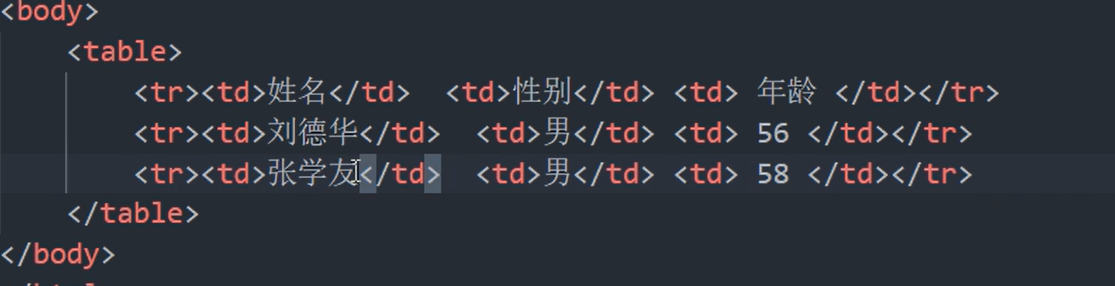 <body>
<table>
<tr><td>姓名</td>  <td>性别</td> <td> 年龄 </td></tr>
<tr><td>刘德华</td>  <td>男</td> <td> 56 </td></tr>
<tr><td>张学友</td>  <td>男</td> <td> 58 </td></tr>
</table>
</body>